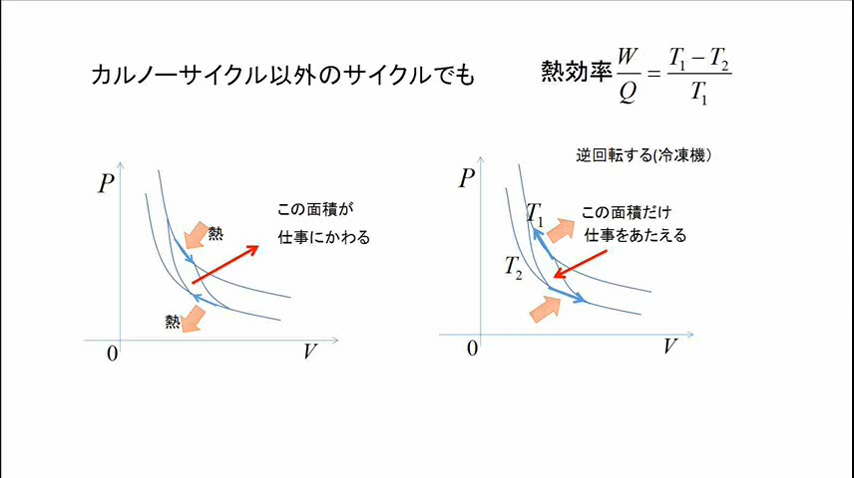 カルノーサイクル以外のサイクルでも
熱効率 W/Q = (T₁ − T₂)/T₁
逆回転する(冷凍機)
P
この面積が
仕事にかわる
熱
熱
0
V
P
T₁
この面積だけ
仕事をあたえる
T₂
0
V